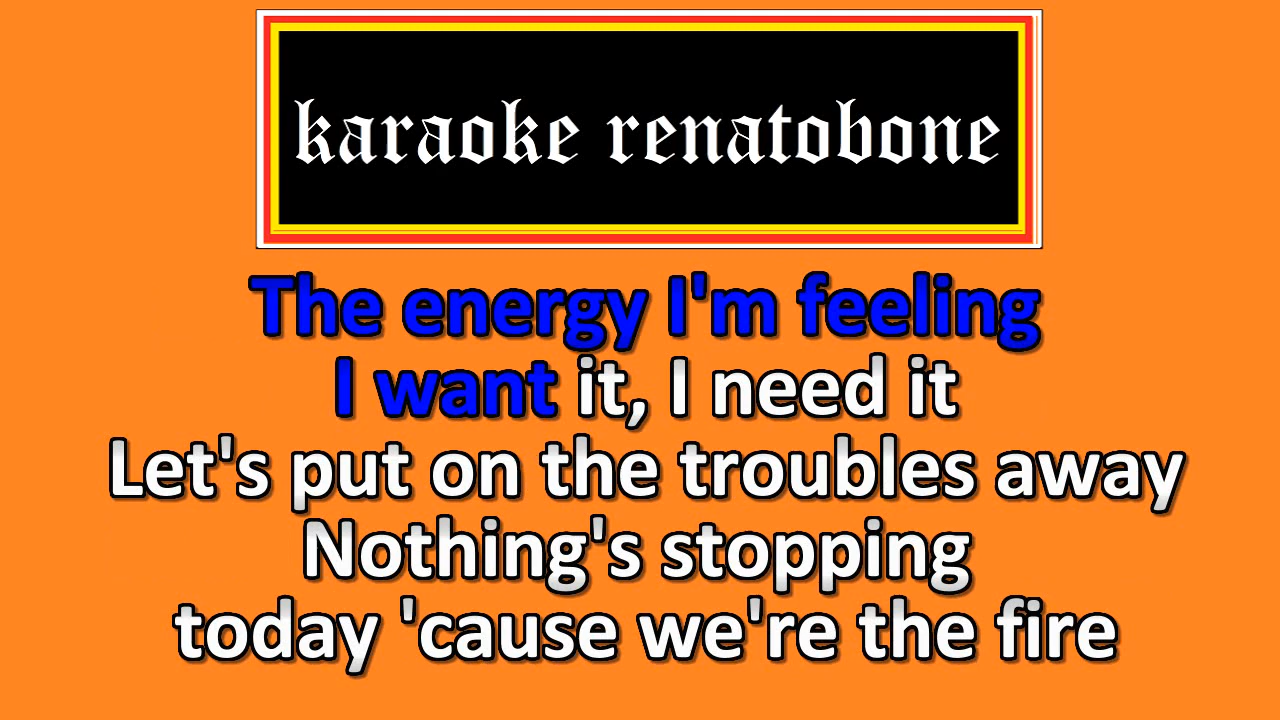 karaoke renatobone
The energy I'm feeling
I want it, I need it
Let's put on the troubles away
Nothing's stopping
today 'cause we're the fire